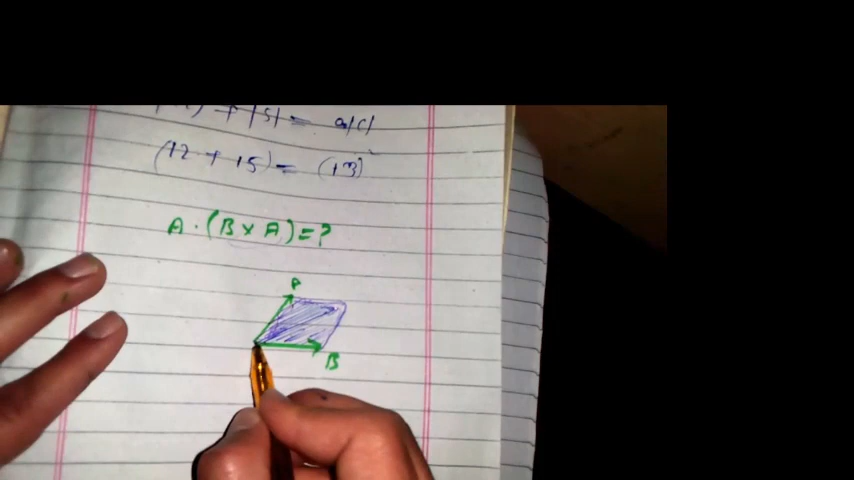 (12 + 15) = (13)
A · (B × A) = ?
A
B